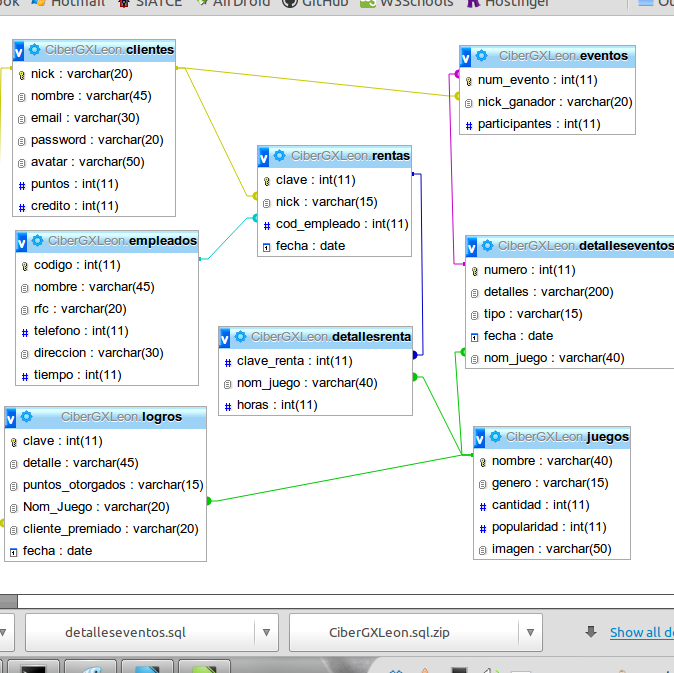 ook Hotmail SIATCE AirDroid GitHub W3Schools Hostinger
CiberGXLeon.clientes
nick : varchar(20)
nombre : varchar(45)
email : varchar(30)
password : varchar(20)
avatar : varchar(50)
puntos : int(11)
credito : int(11)
CiberGXLeon.eventos
num_evento : int(11)
nick_ganador : varchar(20)
participantes : int(11)
CiberGXLeon.rentas
clave : int(11)
nick : varchar(15)
cod_empleado : int(11)
fecha : date
CiberGXLeon.empleados
codigo : int(11)
nombre : varchar(45)
rfc : varchar(20)
telefono : int(11)
direccion : varchar(30)
tiempo : int(11)
CiberGXLeon.detalleseventos
numero : int(11)
detalles : varchar(200)
tipo : varchar(15)
fecha : date
nom_juego : varchar(40)
CiberGXLeon.detallesrenta
clave_renta : int(11)
nom_juego : varchar(40)
horas : int(11)
CiberGXLeon.logros
clave : int(11)
detalle : varchar(45)
puntos_otorgados : varchar(15)
Nom_Juego : varchar(20)
cliente_premiado : varchar(20)
fecha : date
CiberGXLeon.juegos
nombre : varchar(40)
genero : varchar(15)
cantidad : int(11)
popularidad : int(11)
imagen : varchar(50)
detalleseventos.sql
CiberGXLeon.sql.zip
Show all d